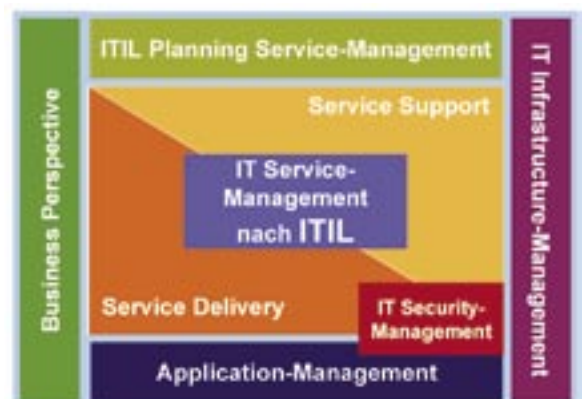 ITIL Planning Service-Management
Business Perspective
IT Infrastructure-Management
Service Support
IT Service-
Management
nach ITIL
Service Delivery
IT Security-
Management
Application-Management